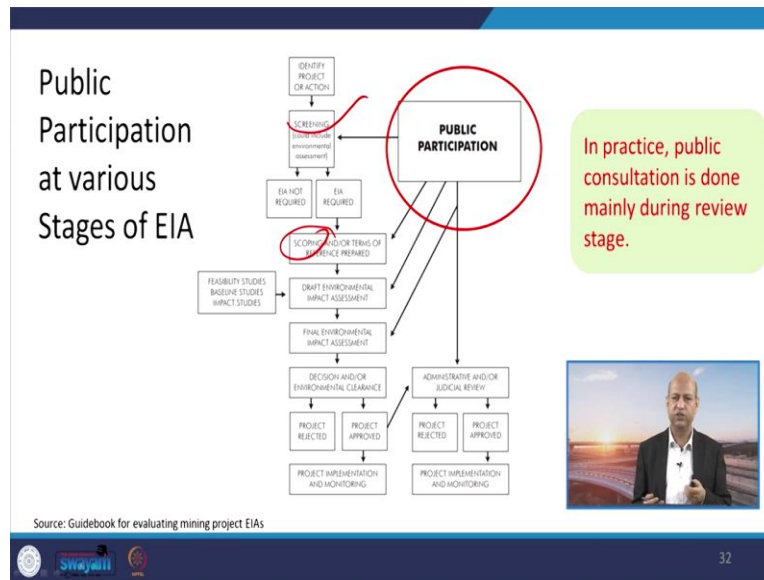 Public
Participation
at various
Stages of EIA
IDENTIFY
PROJECT
OR ACTION
SCREENING
environmental
assessment)
EIA NOT
REQUIRED
EIA
REQUIRED
PUBLIC
PARTICIPATION
SCOPING AND/OR TERMS OF
REFERENCE PREPARED
FEASIBILITY STUDIES
BASELINE STUDIES
IMPACT STUDIES
DRAFT ENVIRONMENTAL
IMPACT ASSESSMENT
FINAL ENVIRONMENTAL
IMPACT ASSESSMENT
DECISION AND/OR
ENVIRONMENTAL CLEARANCE
ADMINISTRATIVE AND/OR
JUDICIAL REVIEW
PROJECT
REJECTED
PROJECT
APPROVED
PROJECT
REJECTED
PROJECT
APPROVED
PROJECT IMPLEMENTATION
AND MONITORING
PROJECT IMPLEMENTATION
AND MONITORING
In practice, public
consultation is done
mainly during review
stage.
Source: Guidebook for evaluating mining project EIAs
swayam
32